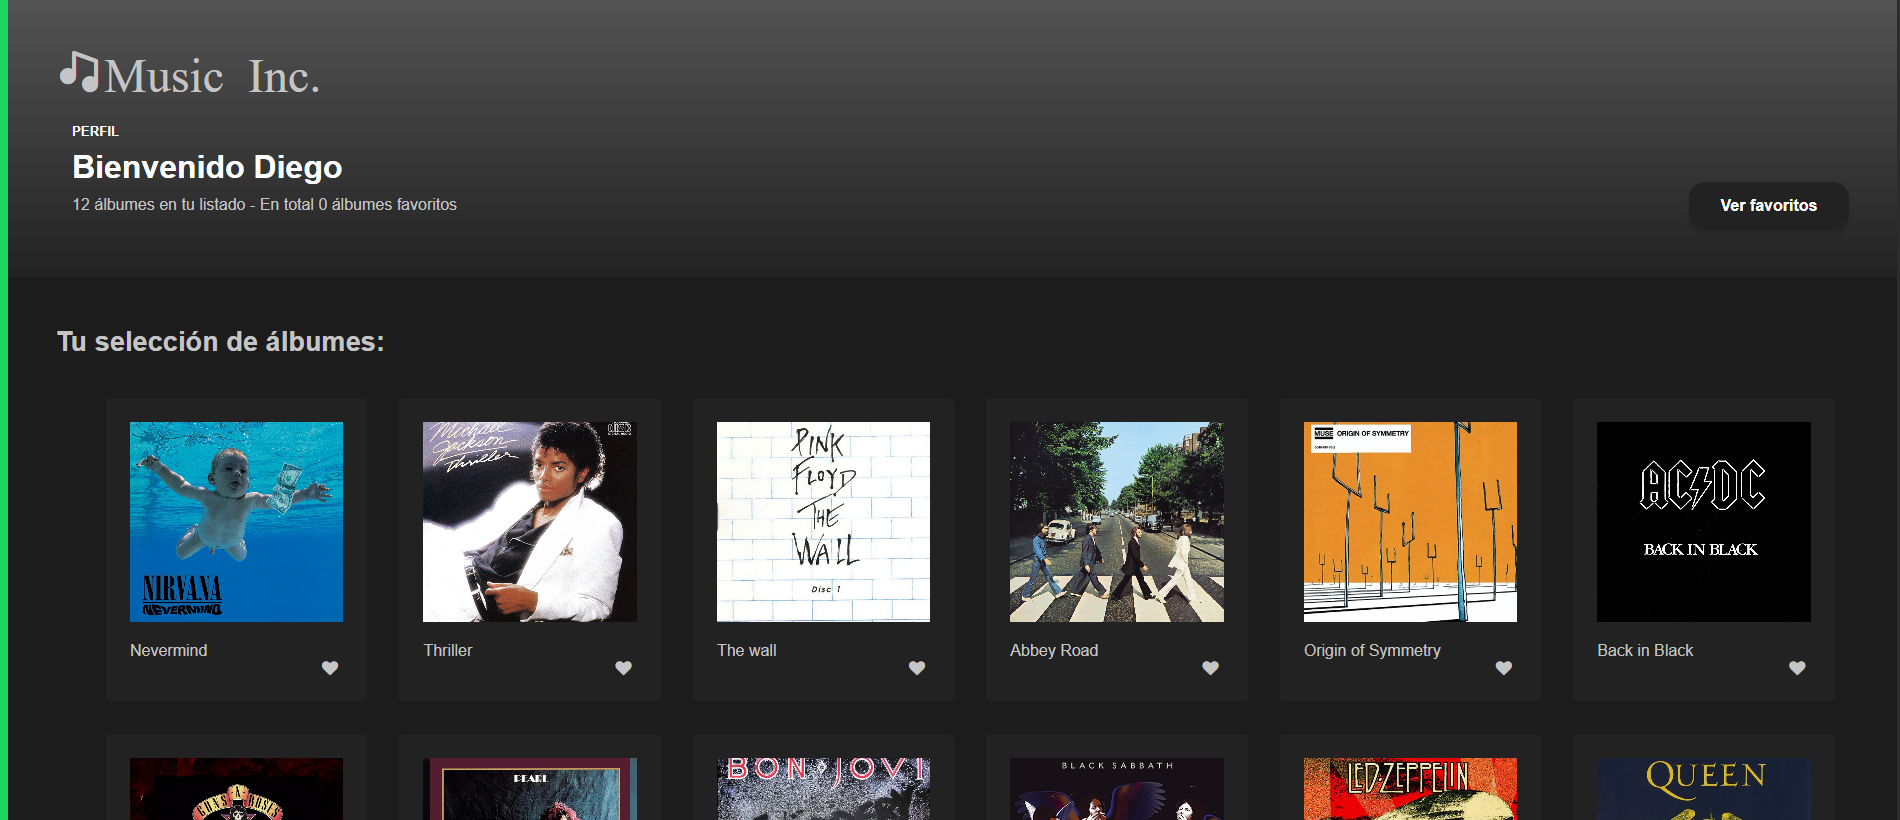 Music Inc.
PERFIL
Bienvenido Diego
12 álbumes en tu listado - En total 0 álbumes favoritos
Ver favoritos
Tu selección de álbumes:
NIRVANA
NEVERMIND
Michael
Jackson
Thriller
PINK
FLOYD
THE
WALL
Disc 1
MUSE ORIGIN OF SYMMETRY
AC/DC
BACK IN BLACK
Nevermind
Thriller
The wall
Abbey Road
Origin of Symmetry
Back in Black
GUNS N' ROSES
PEARL
BON JOVI
BLACK SABBATH
LED-ZEPPELIN
QUEEN